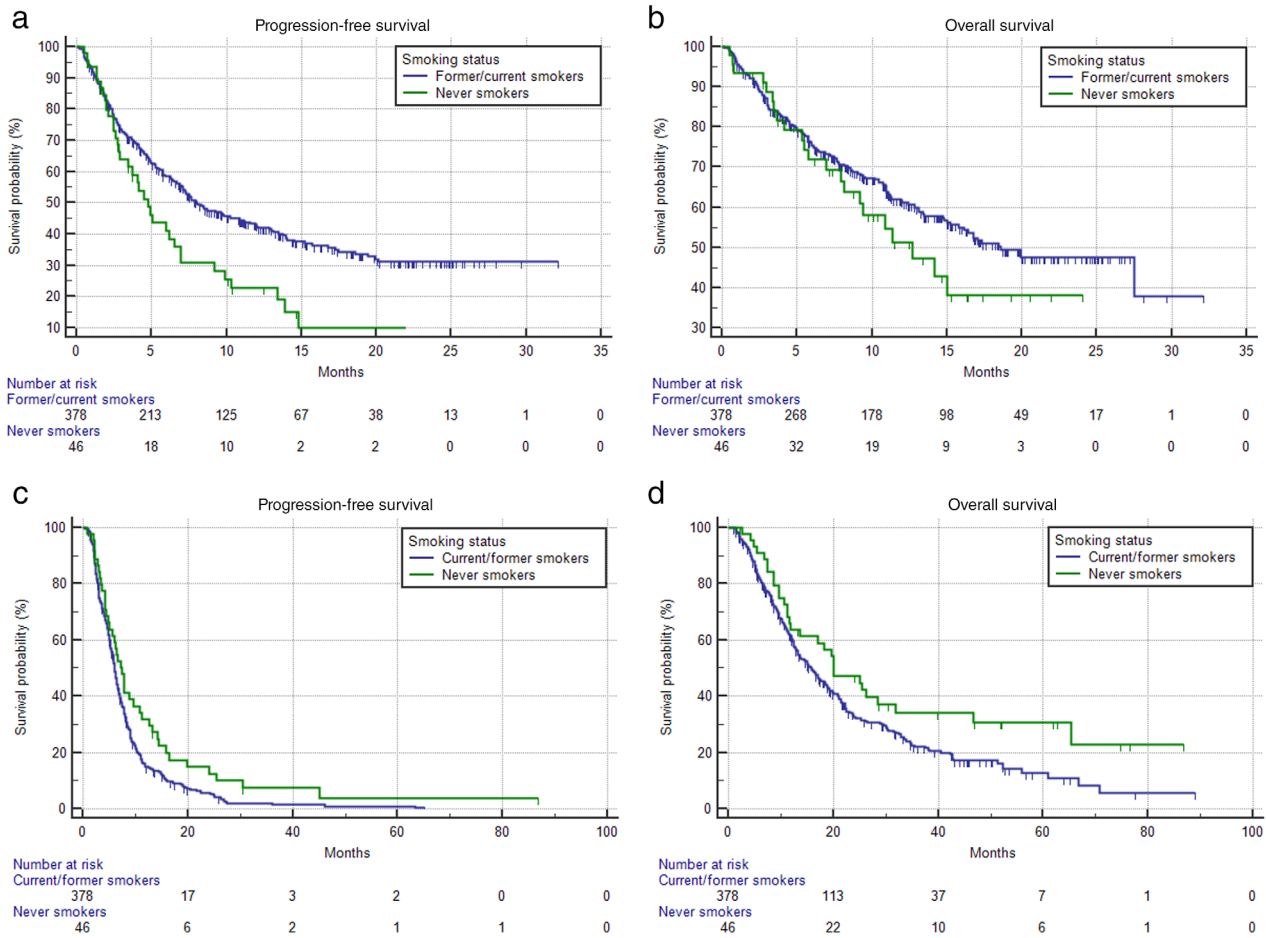 a
Progression-free survival
Survival probability (%)
100
90
80
70
60
50
40
30
20
10
Smoking status
Former/current smokers
Never smokers
0 5 10 15 20 25 30 35
Months
Number at risk
Former/current smokers
378 213 125 67 38 13 1 0
Never smokers
46 18 10 2 2 0 0 0
b
Overall survival
Survival probability (%)
100
90
80
70
60
50
40
30
Smoking status
Former/current smokers
Never smokers
0 5 10 15 20 25 30 35
Months
Number at risk
Former/current smokers
378 268 178 98 49 17 1 0
Never smokers
46 32 19 9 3 0 0 0
c
Progression-free survival
Survival probability (%)
100
80
60
40
20
0
Smoking status
Current/former smokers
Never smokers
0 20 40 60 80 100
Months
Number at risk
Current/former smokers
378 17 3 2 0 0
Never smokers
46 6 2 1 1 0
d
Overall survival
Survival probability (%)
100
80
60
40
20
0
Smoking status
Current/former smokers
Never smokers
0 20 40 60 80 100
Months
Number at risk
Current/former smokers
378 113 37 7 1 0
Never smokers
46 22 10 6 1 0